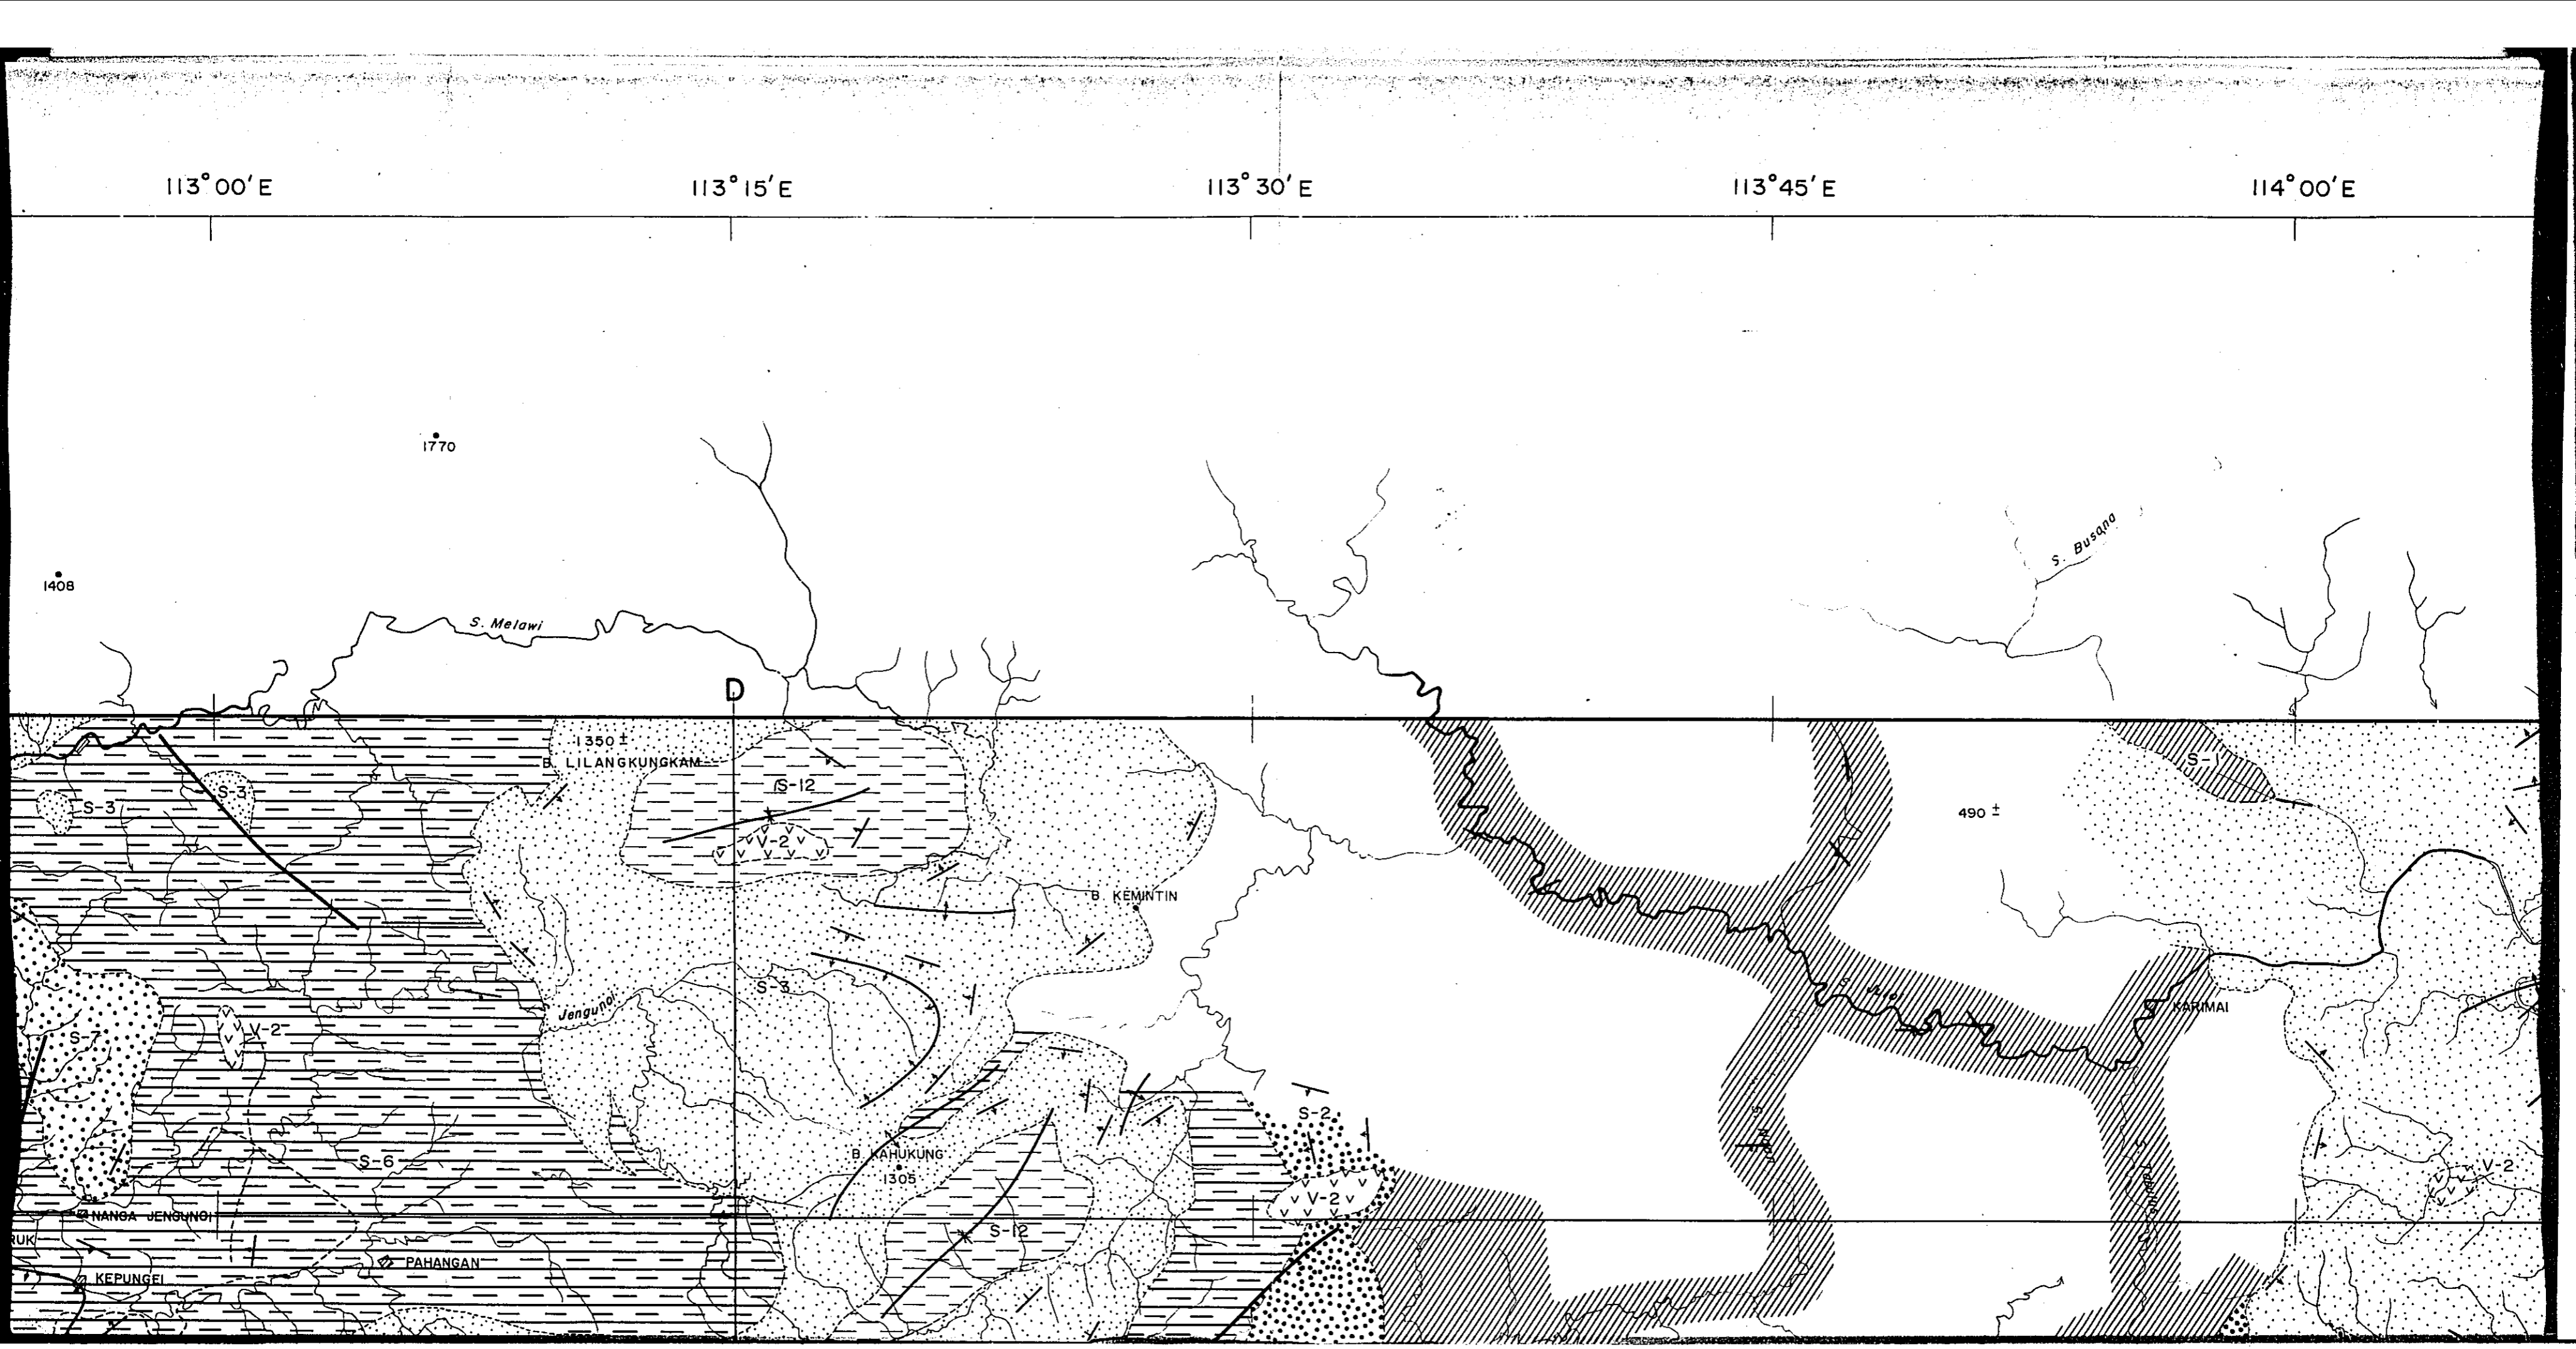 113°00'E
113°15'E
113°30'E
113°45'E
114°00'E
1770
S. Busana
1408
S. Melawi
D
1350 ±
B. LILANGKUNGKAM
S-1
S-12
S-3
S-3
490 ±
V-2
B. KEMINTIN
S-3
Jengunoi
KARIMAI
S-7
V-2
S-2
B. KAHUKUNG
S-6
V-2
1305
V-2
NANGA JENGUNOI
S-12
RUK
PAHANGAN
KEPUNGEI